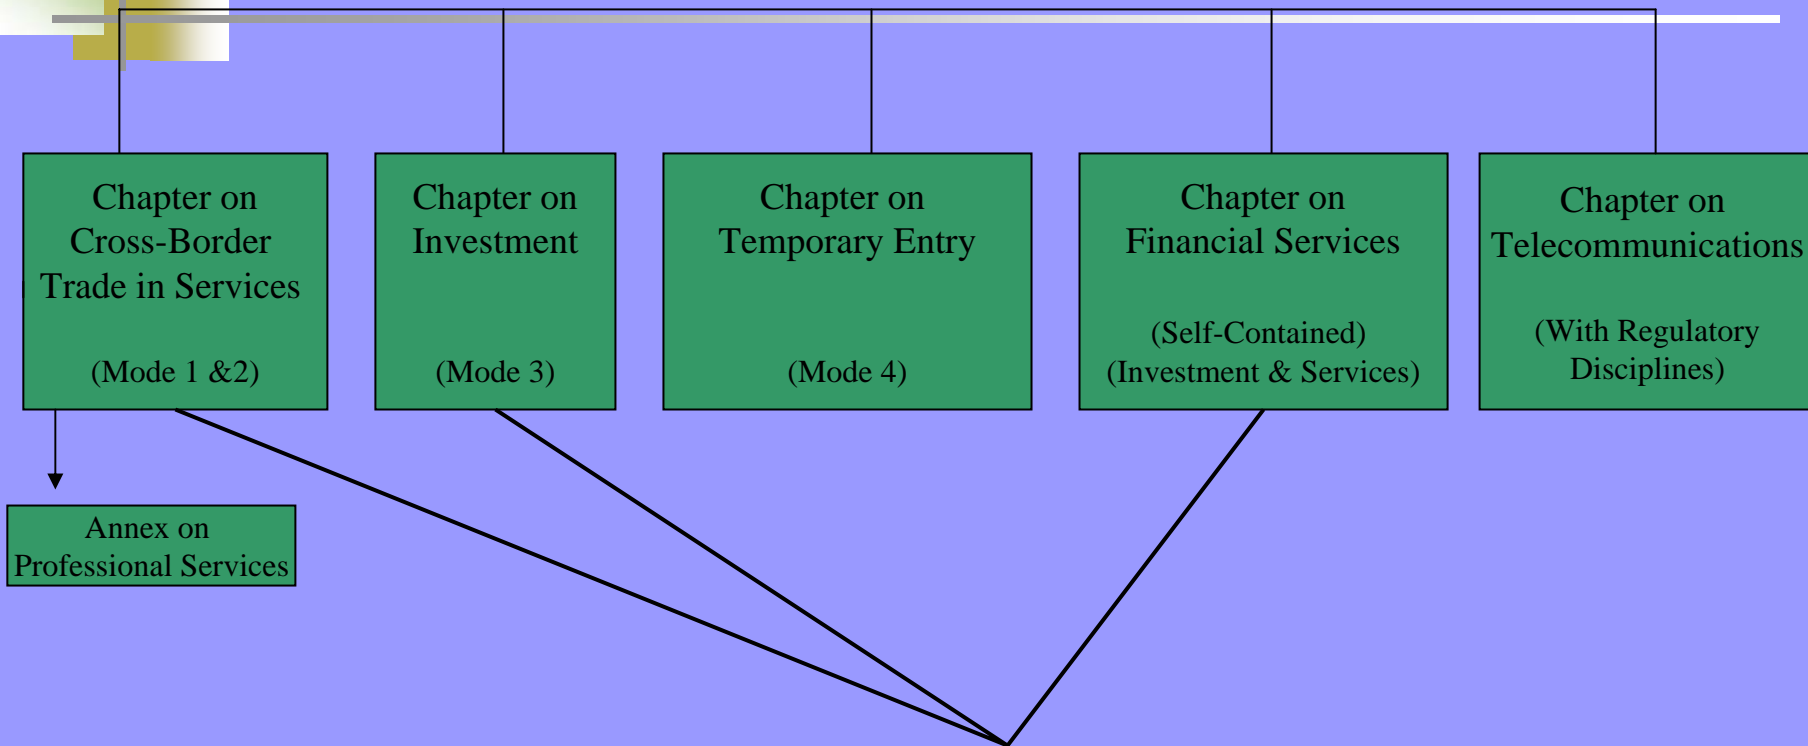 Chapter on
Cross-Border
Trade in Services
(Mode 1 &2)
Chapter on
Investment
(Mode 3)
Chapter on
Temporary Entry
(Mode 4)
Chapter on
Financial Services
(Self-Contained)
(Investment & Services)
Chapter on
Telecommunications
(With Regulatory
Disciplines)
Annex on
Professional Services